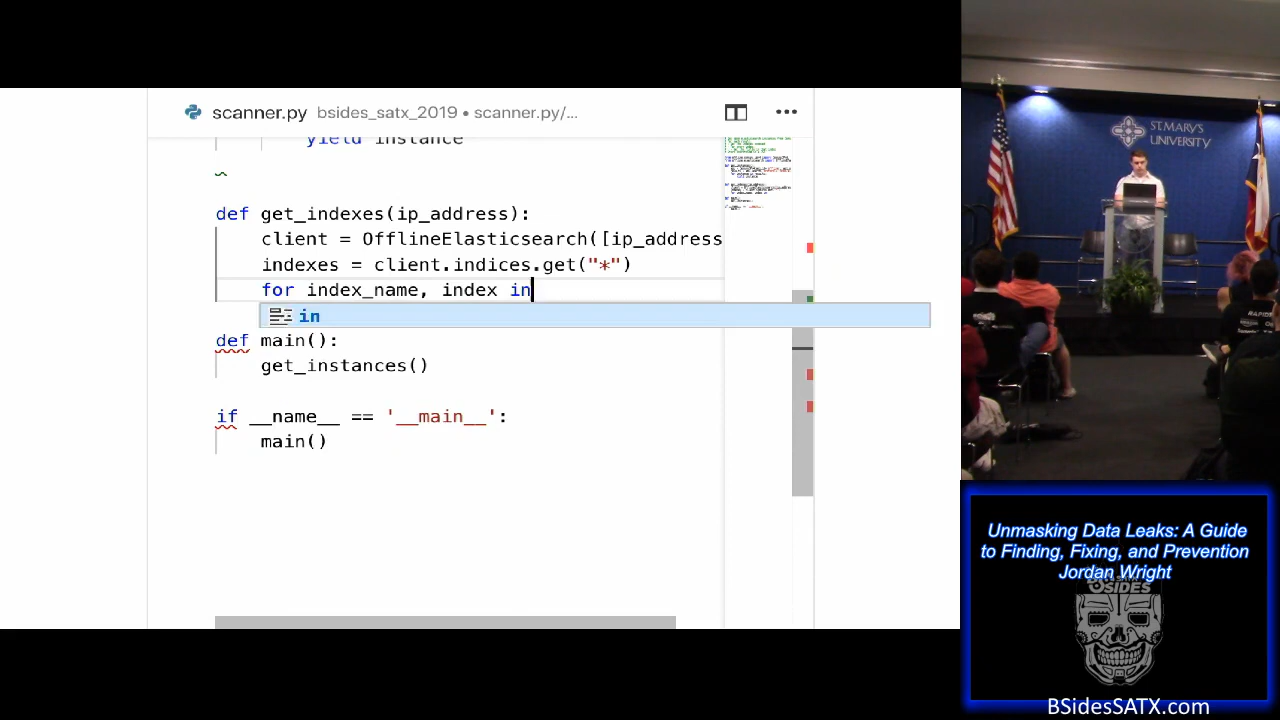 scanner.py bsides_satx_2019 • scanner.py/...
yield instance
def get_indexes(ip_address):
client = OfflineElasticsearch([ip_address
indexes = client.indices.get("*")
for index_name, index in
in
def main():
get_instances()
if __name__ == '__main__':
main()
ST. MARY'S
UNIVERSITY
RAPID
Unmasking Data Leaks: A Guide
to Finding, Fixing, and Prevention
Jordan Wright
BSIDES
BSidesSATX.com